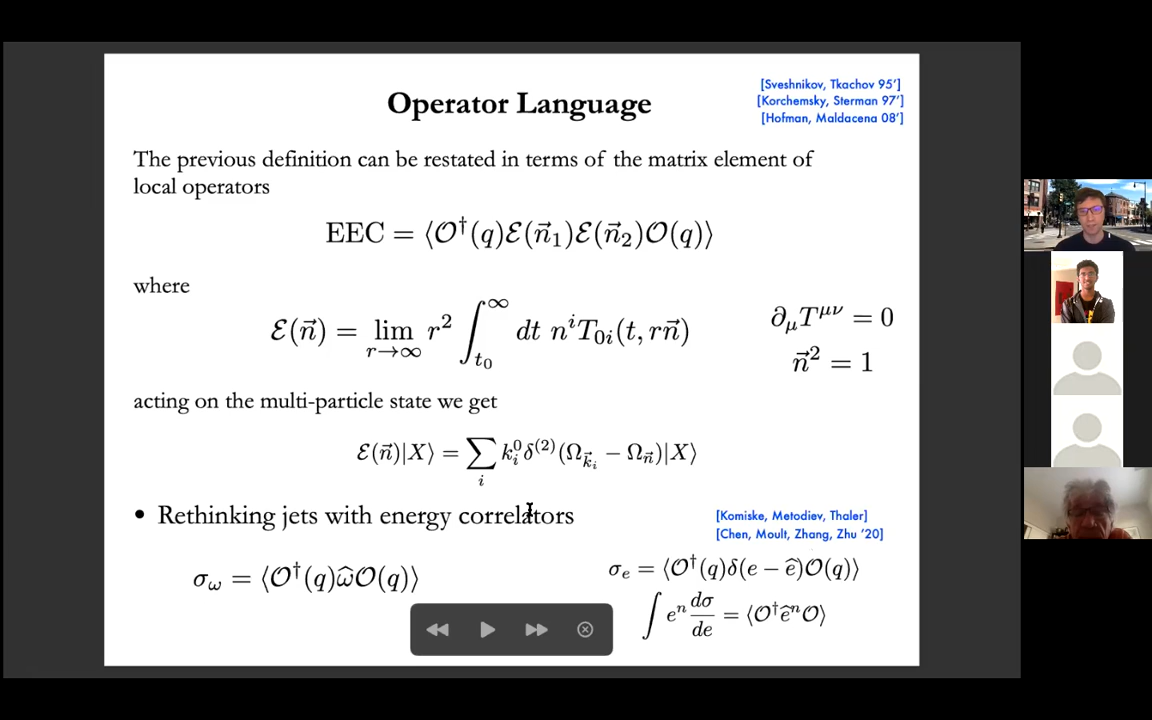 Operator Language
[Sveshnikov, Tkachov 95']
[Korchemsky, Sterman 97']
[Hofman, Maldacena 08']
The previous definition can be restated in terms of the matrix element of
local operators
EEC = ⟨𝒪†(q)ℰ(n⃗₁)ℰ(n⃗₂)𝒪(q)⟩
where
ℰ(n⃗) = lim_{r→∞} r² ∫_{t₀}^{∞} dt nⁱT₀ᵢ(t, rn⃗)
∂_μT^{μν} = 0
n⃗² = 1
acting on the multi-particle state we get
ℰ(n⃗)|X⟩ = ∑_i k_i⁰δ^{(2)}(Ω_{k⃗_i} − Ω_{n⃗})|X⟩
• Rethinking jets with energy correlators
[Komiske, Metodiev, Thaler]
[Chen, Moult, Zhang, Zhu '20]
σ_ω = ⟨𝒪†(q)ω̂𝒪(q)⟩
σ_e = ⟨𝒪†(q)δ(e − ê)𝒪(q)⟩
∫ eⁿ dσ/de = ⟨𝒪†êⁿ𝒪⟩